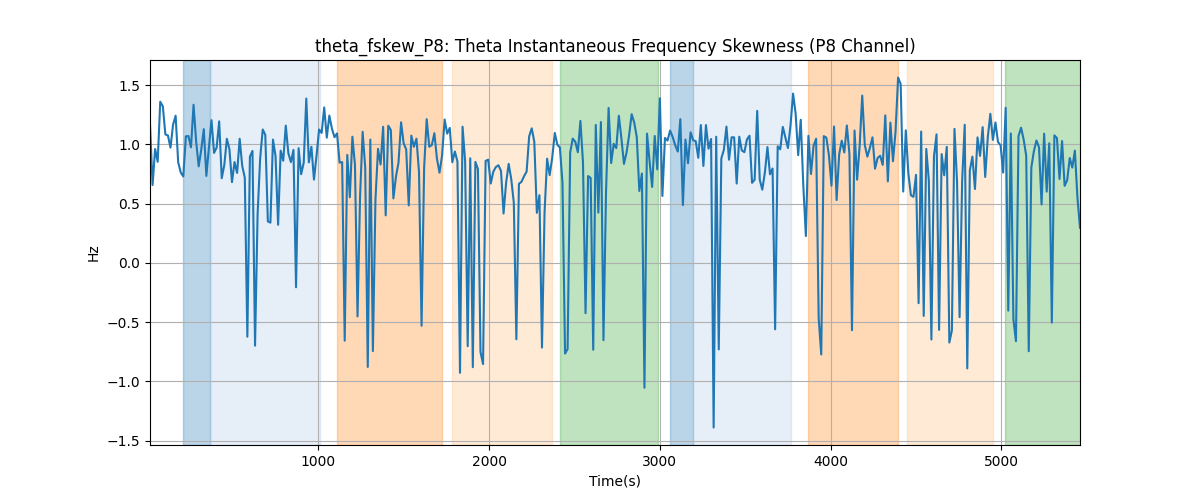 theta_fskew_P8: Theta Instantaneous Frequency Skewness (P8 Channel)
1.5
1.0
0.5
0.0
−0.5
−1.0
−1.5
Hz
1000 2000 3000 4000 5000
Time(s)